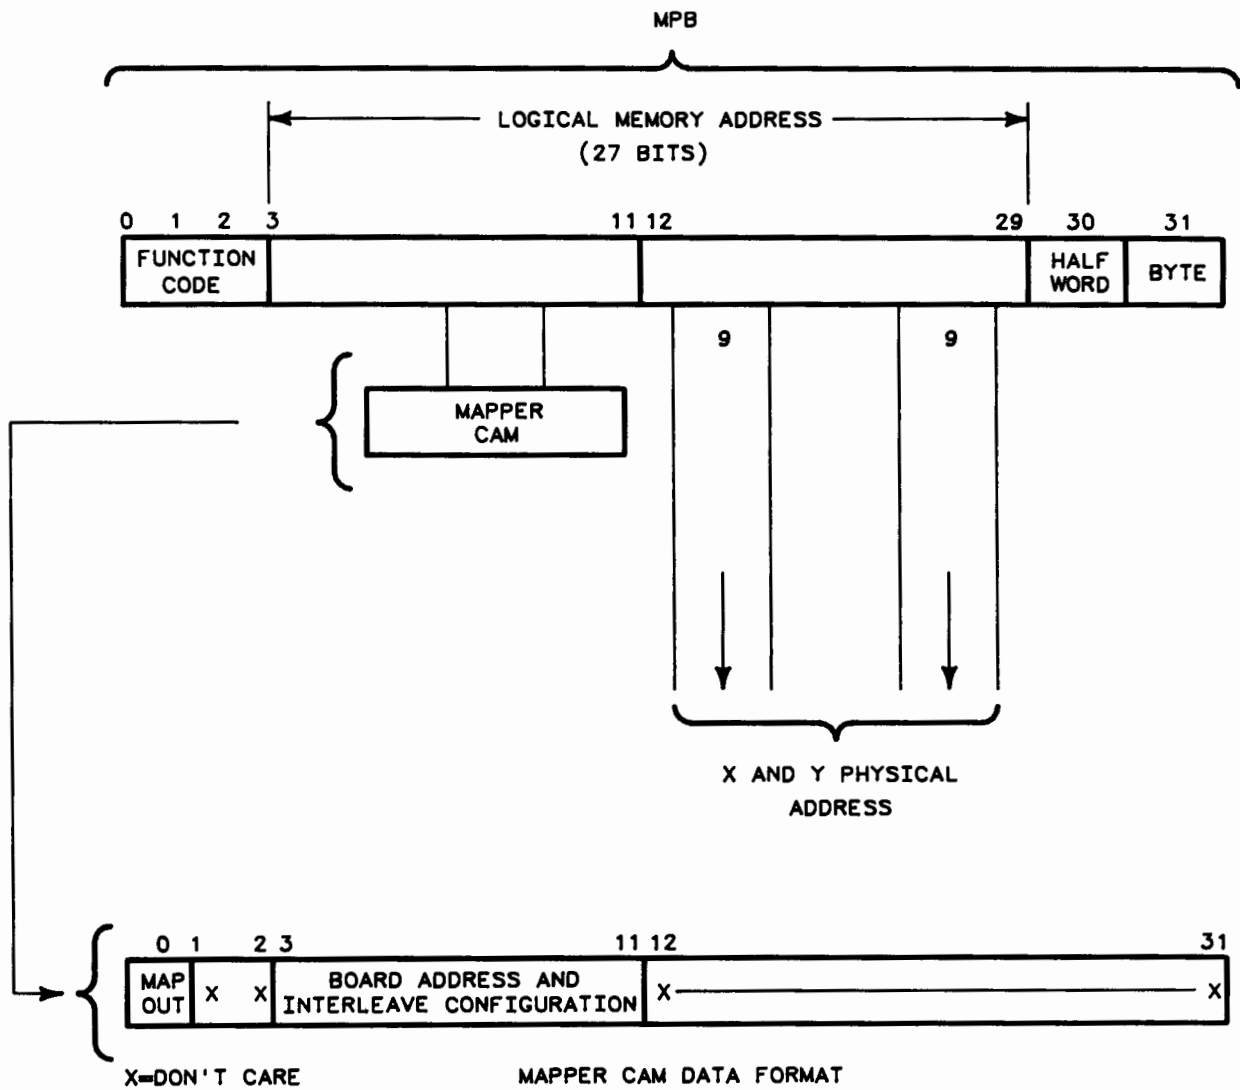 MPB
LOGICAL MEMORY ADDRESS
(27 BITS)
0 1 2 3 11 12 29 30 31
FUNCTION CODE
HALF WORD
BYTE
9 9
MAPPER
CAM
X AND Y PHYSICAL
ADDRESS
0 1 2 3 11 12 31
MAP OUT
X X
BOARD ADDRESS AND
INTERLEAVE CONFIGURATION
X X
X=DON'T CARE MAPPER CAM DATA FORMAT